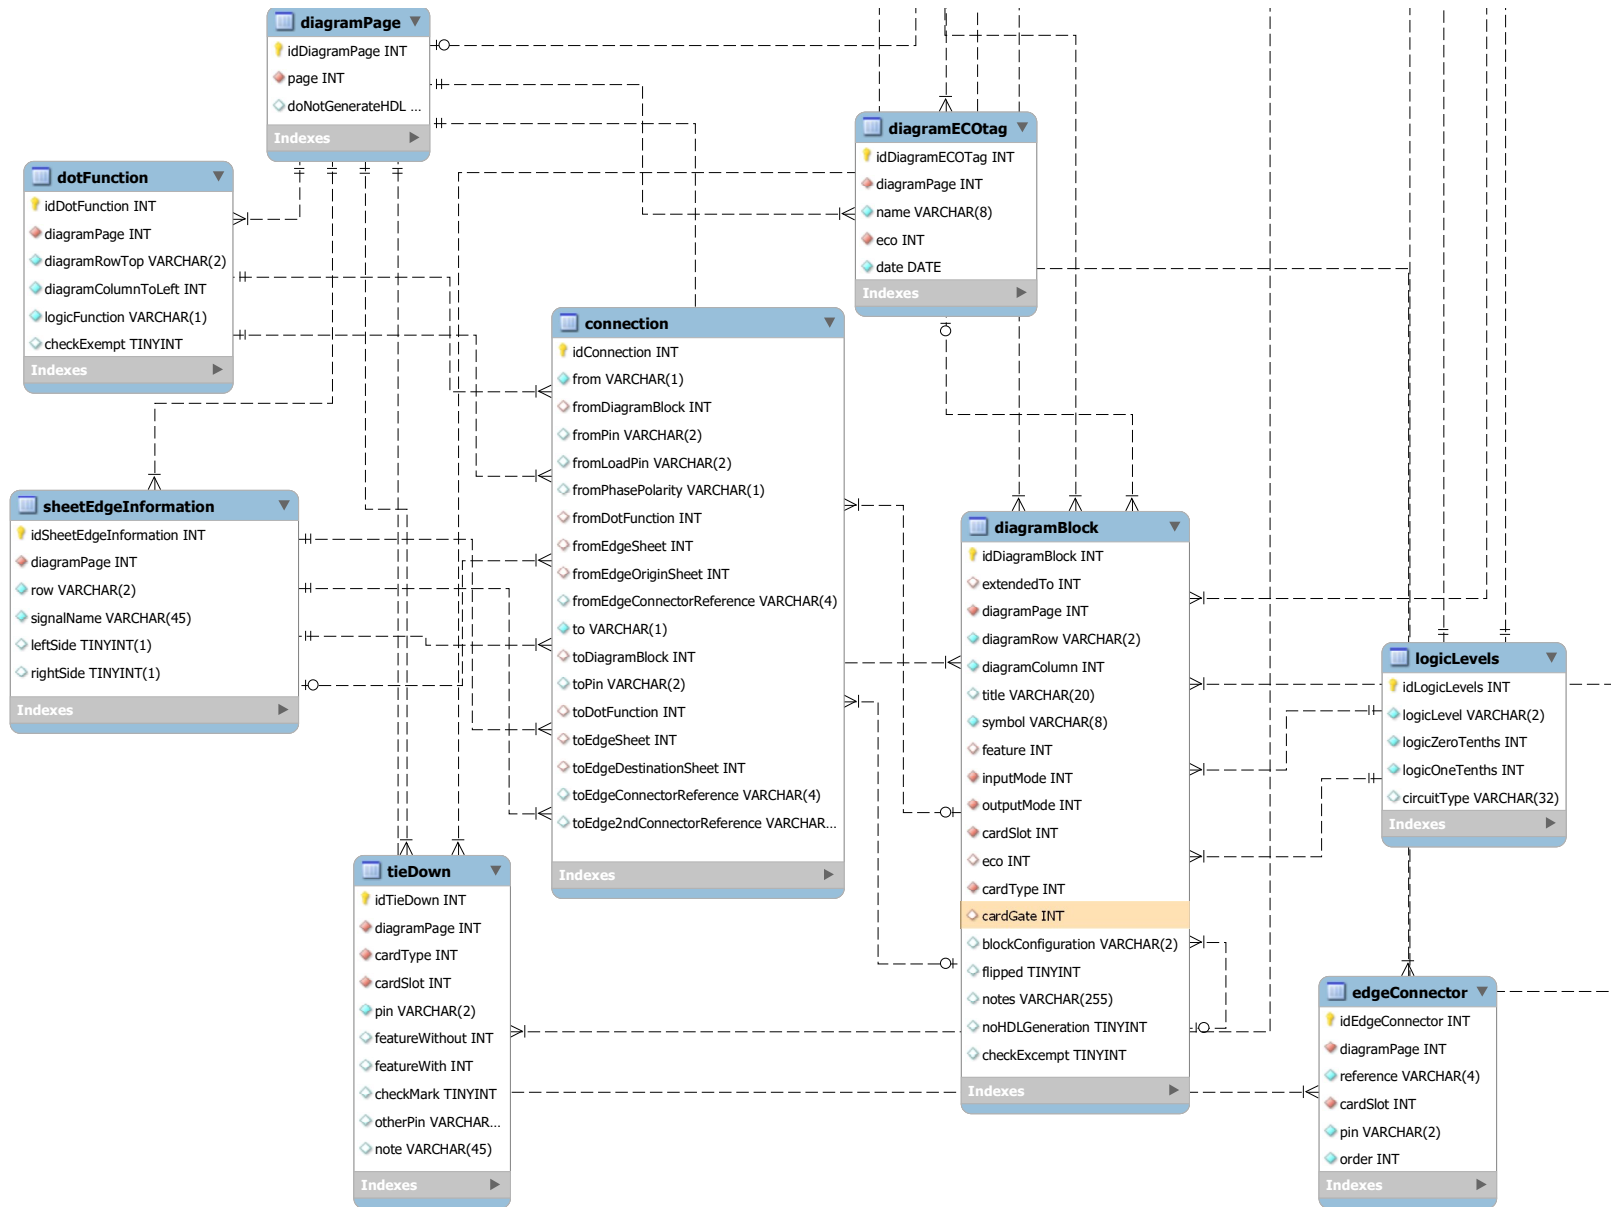 diagramPage
idDiagramPage INT
page INT
doNotGenerateHDL ...
Indexes
dotFunction
idDotFunction INT
diagramPage INT
diagramRowTop VARCHAR(2)
diagramColumnToLeft INT
logicFunction VARCHAR(1)
checkExempt TINYINT
Indexes
diagramECOtag
idDiagramECOTag INT
diagramPage INT
name VARCHAR(8)
eco INT
date DATE
Indexes
connection
idConnection INT
from VARCHAR(1)
fromDiagramBlock INT
fromPin VARCHAR(2)
fromLoadPin VARCHAR(2)
fromPhasePolarity VARCHAR(1)
fromDotFunction INT
fromEdgeSheet INT
fromEdgeOriginSheet INT
fromEdgeConnectorReference VARCHAR(4)
to VARCHAR(1)
toDiagramBlock INT
toPin VARCHAR(2)
toDotFunction INT
toEdgeSheet INT
toEdgeDestinationSheet INT
toEdgeConnectorReference VARCHAR(4)
toEdge2ndConnectorReference VARCHAR...
Indexes
sheetEdgeInformation
idSheetEdgeInformation INT
diagramPage INT
row VARCHAR(2)
signalName VARCHAR(45)
leftSide TINYINT(1)
rightSide TINYINT(1)
Indexes
diagramBlock
idDiagramBlock INT
extendedTo INT
diagramPage INT
diagramRow VARCHAR(2)
diagramColumn INT
title VARCHAR(20)
symbol VARCHAR(8)
feature INT
inputMode INT
outputMode INT
cardSlot INT
eco INT
cardType INT
cardGate INT
blockConfiguration VARCHAR(2)
flipped TINYINT
notes VARCHAR(255)
noHDLGeneration TINYINT
checkExcempt TINYINT
Indexes
logicLevels
idLogicLevels INT
logicLevel VARCHAR(2)
logicZeroTenths INT
logicOneTenths INT
circuitType VARCHAR(32)
Indexes
tieDown
idTieDown INT
diagramPage INT
cardType INT
cardSlot INT
pin VARCHAR(2)
featureWithout INT
featureWith INT
checkMark TINYINT
otherPin VARCHAR...
note VARCHAR(45)
Indexes
edgeConnector
idEdgeConnector INT
diagramPage INT
reference VARCHAR(4)
cardSlot INT
pin VARCHAR(2)
order INT
Indexes